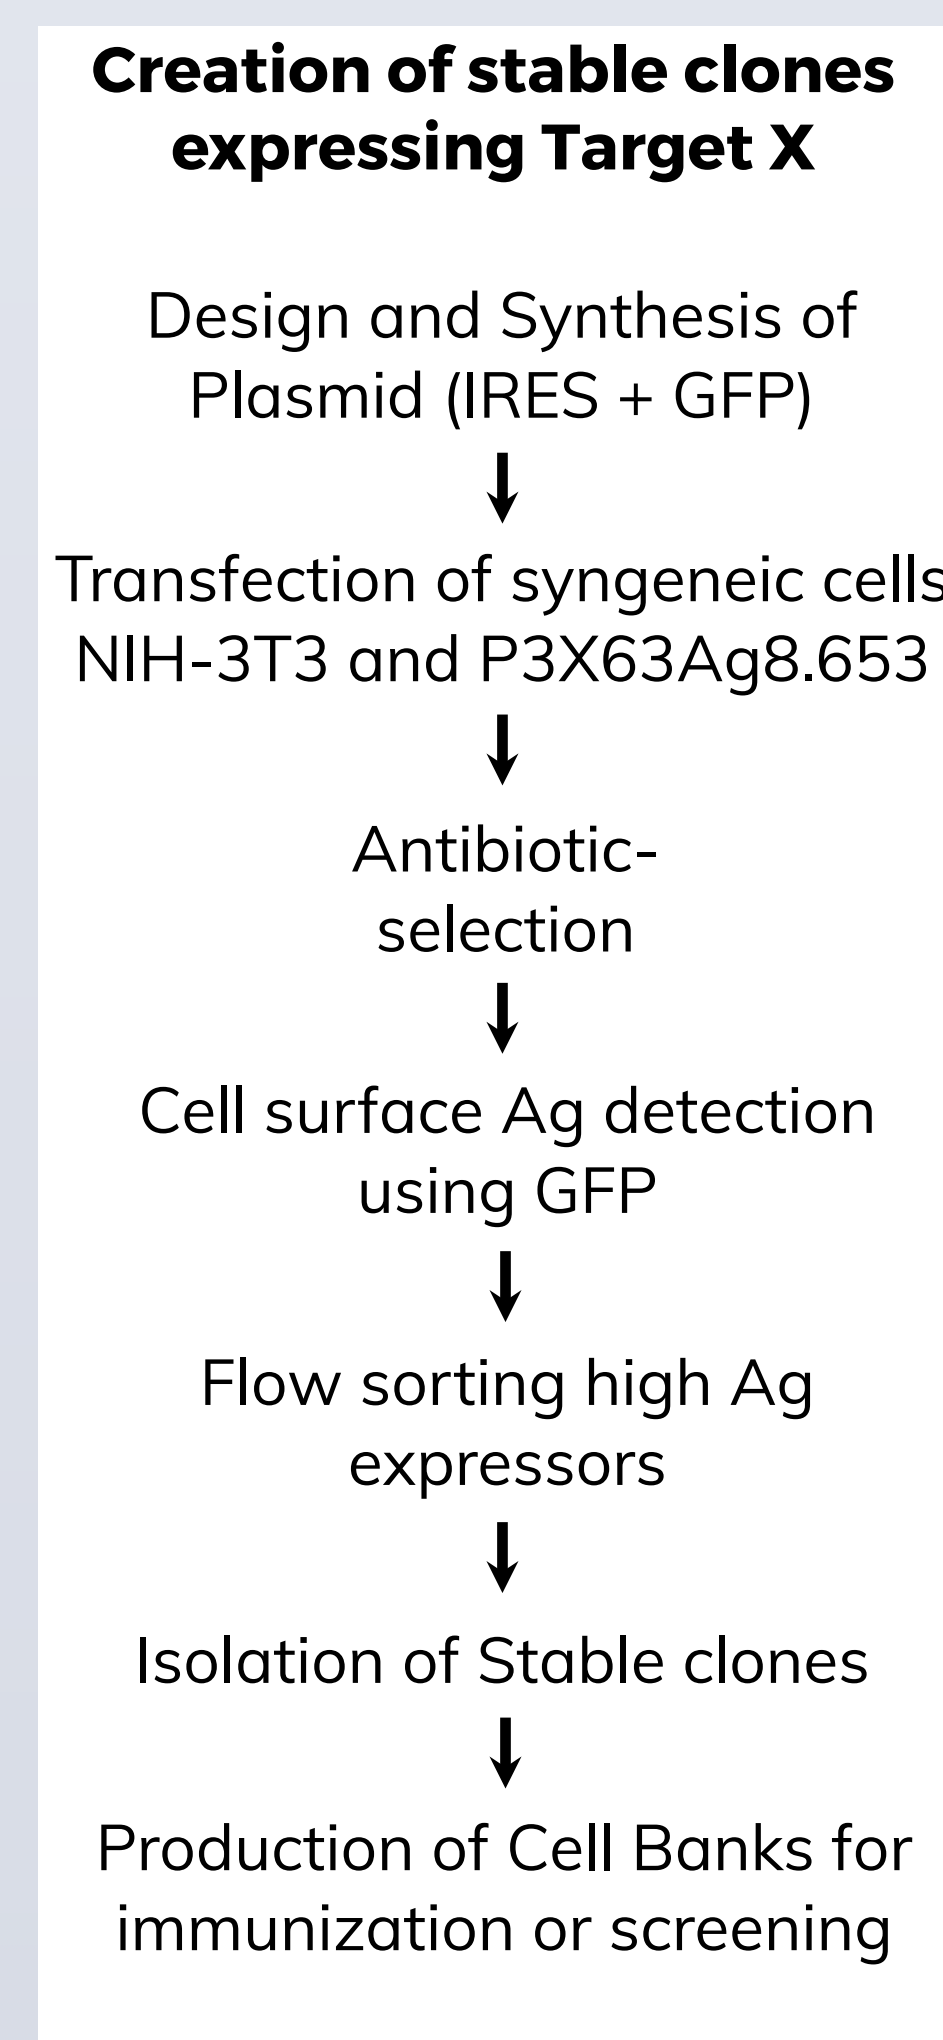 Creation of stable clones
expressing Target X
Design and Synthesis of
Plasmid (IRES + GFP)
Transfection of syngeneic cells
NIH-3T3 and P3X63Ag8.653
Antibiotic-
selection
Cell surface Ag detection
using GFP
Flow sorting high Ag
expressors
Isolation of Stable clones
Production of Cell Banks for
immunization or screening